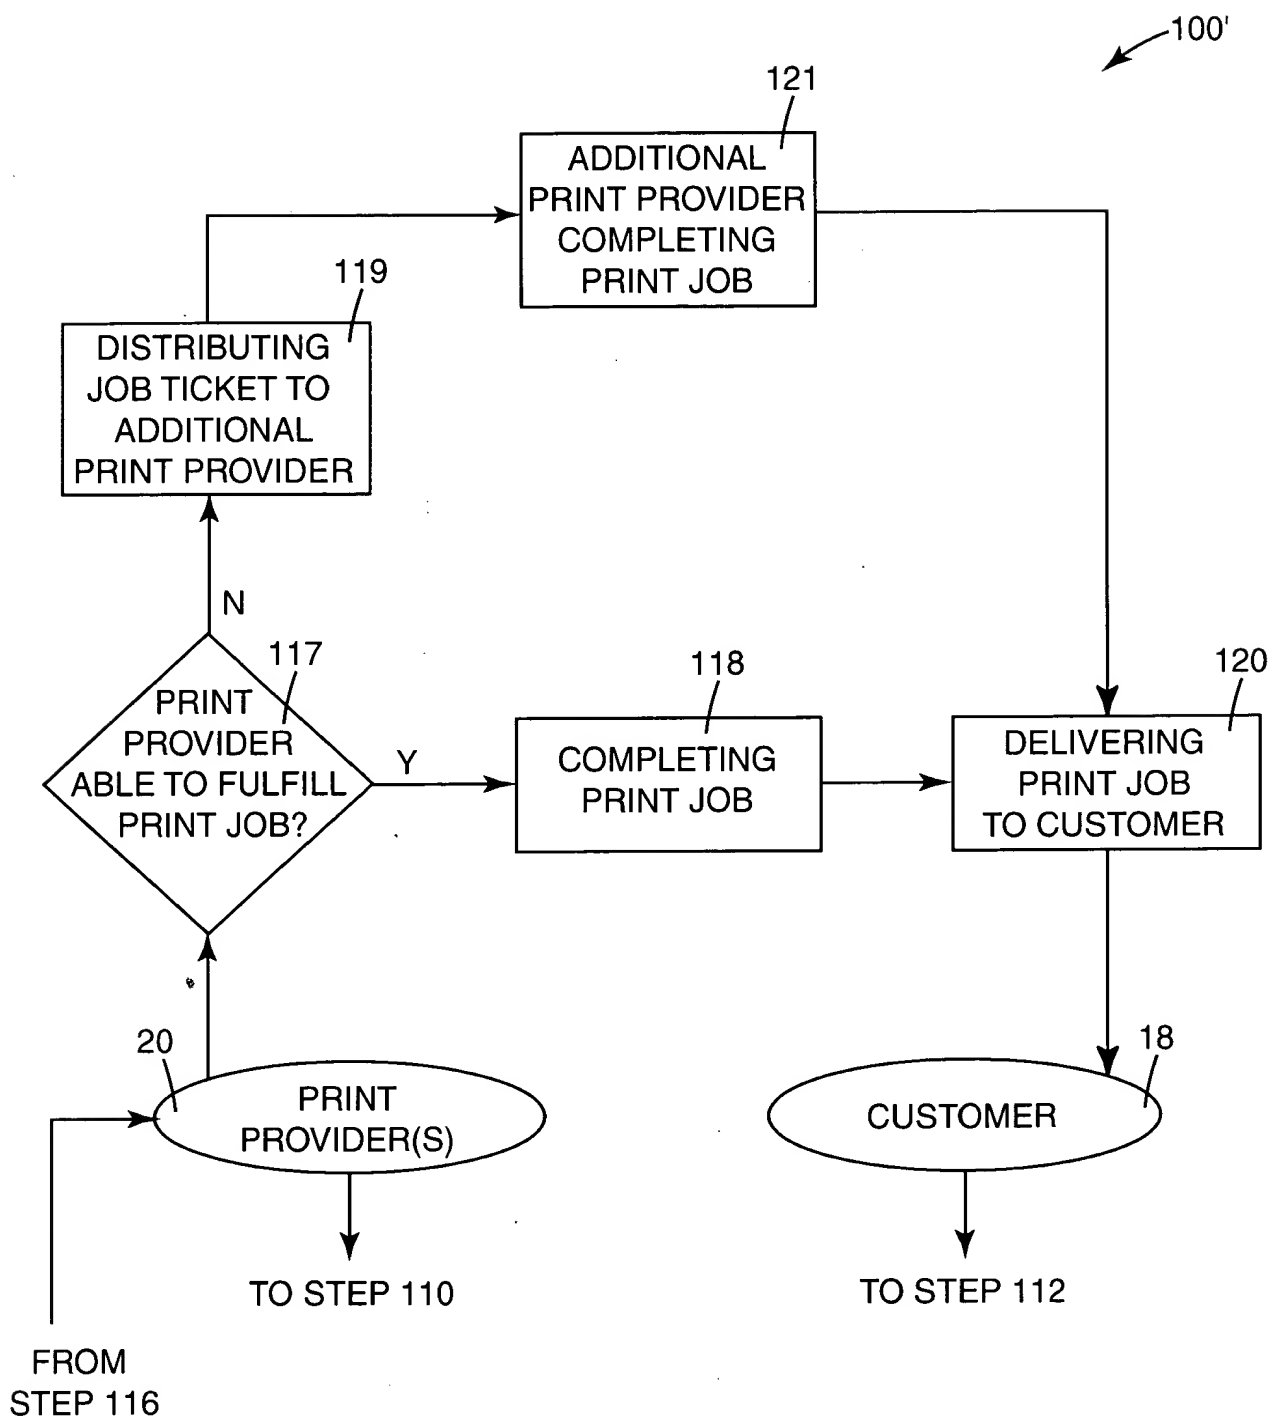 100'
121
ADDITIONAL
PRINT PROVIDER
COMPLETING
PRINT JOB
119
DISTRIBUTING
JOB TICKET TO
ADDITIONAL
PRINT PROVIDER
N
117
PRINT
PROVIDER
ABLE TO FULFILL
PRINT JOB?
Y
118
COMPLETING
PRINT JOB
120
DELIVERING
PRINT JOB
TO CUSTOMER
20
PRINT
PROVIDER(S)
18
CUSTOMER
TO STEP 110
TO STEP 112
FROM
STEP 116